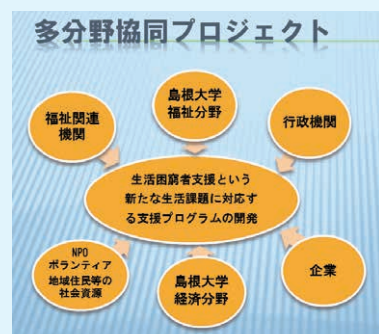 多分野協同プロジェクト
島根大学
福祉分野
福祉関連
機関
行政機関
生活困窮者支援という
新たな生活課題に対応す
る支援プログラムの開発
NPO
ボランティア
地域住民等の
社会資源
島根大学
経済分野
企業